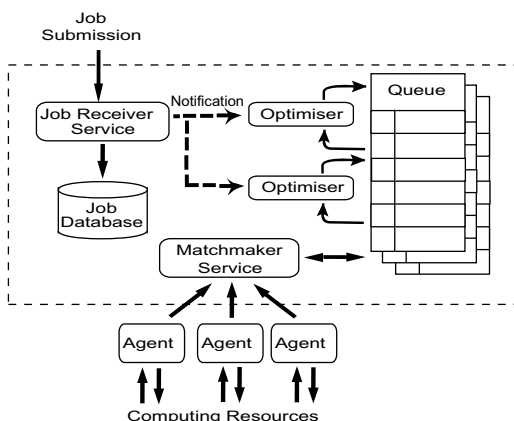 Job
Submission
Job Receiver
Service
Notification
Optimiser
Queue
Optimiser
Job
Database
Matchmaker
Service
Agent
Agent
Agent
Computing Resources